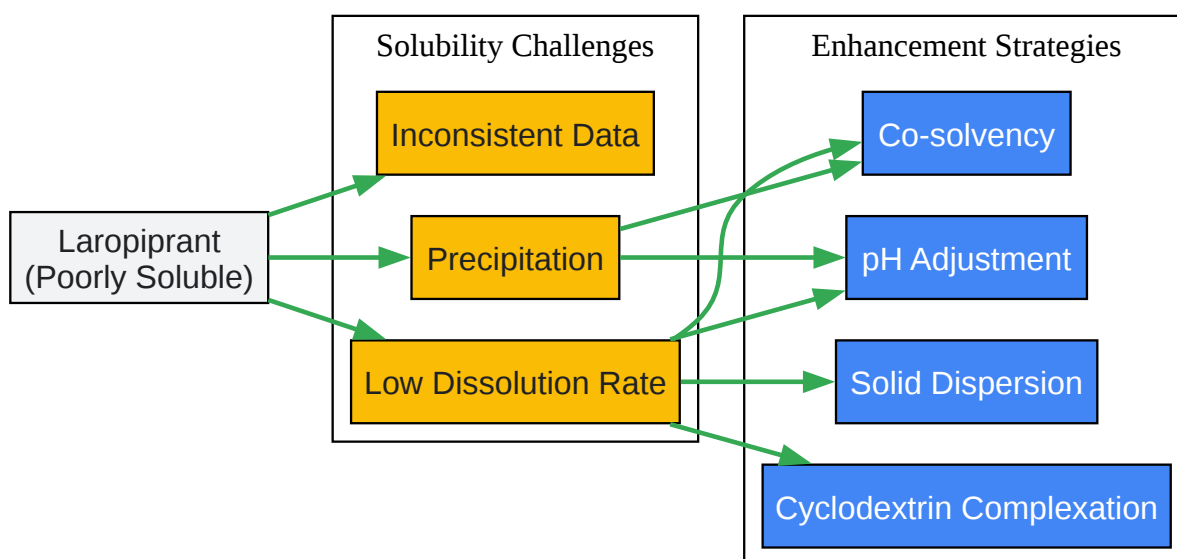 Solubility Challenges
Enhancement Strategies
Inconsistent Data
Co-solvency
Laropiprant
(Poorly Soluble)
Precipitation
pH Adjustment
Low Dissolution Rate
Solid Dispersion
Cyclodextrin Complexation